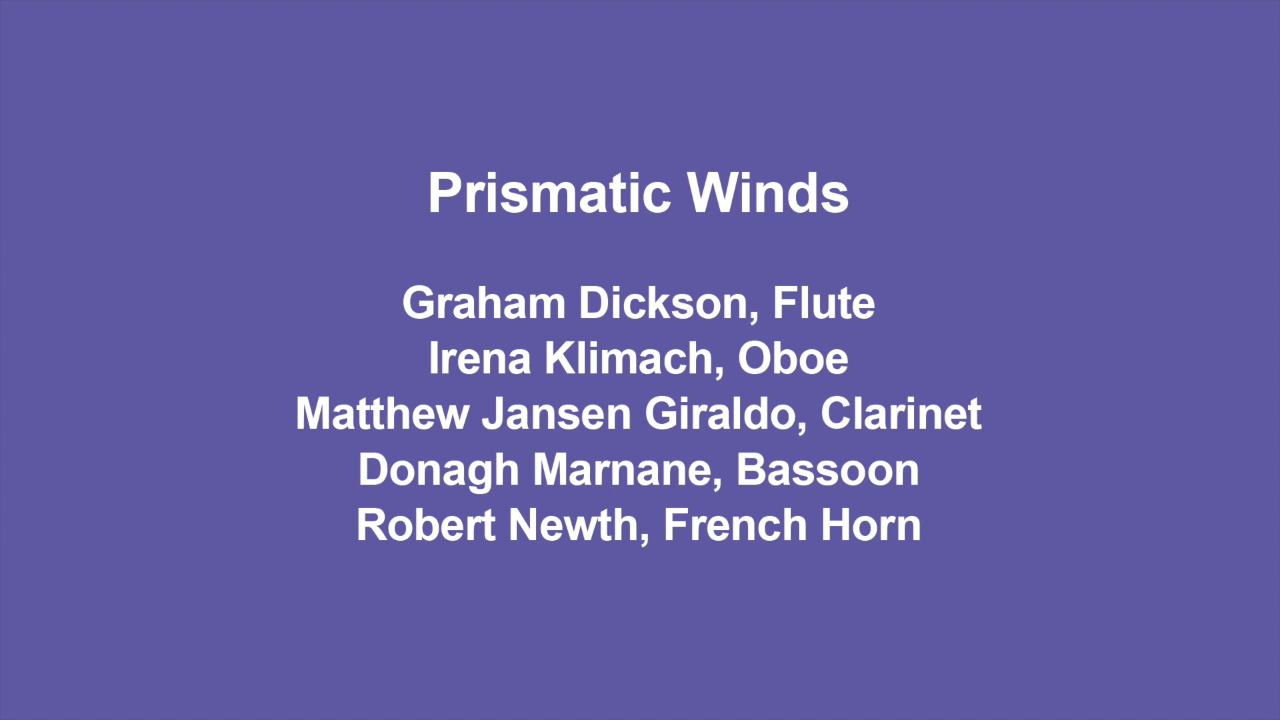 Prismatic Winds
Graham Dickson, Flute
Irena Klimach, Oboe
Matthew Jansen Giraldo, Clarinet
Donagh Marnane, Bassoon
Robert Newth, French Horn